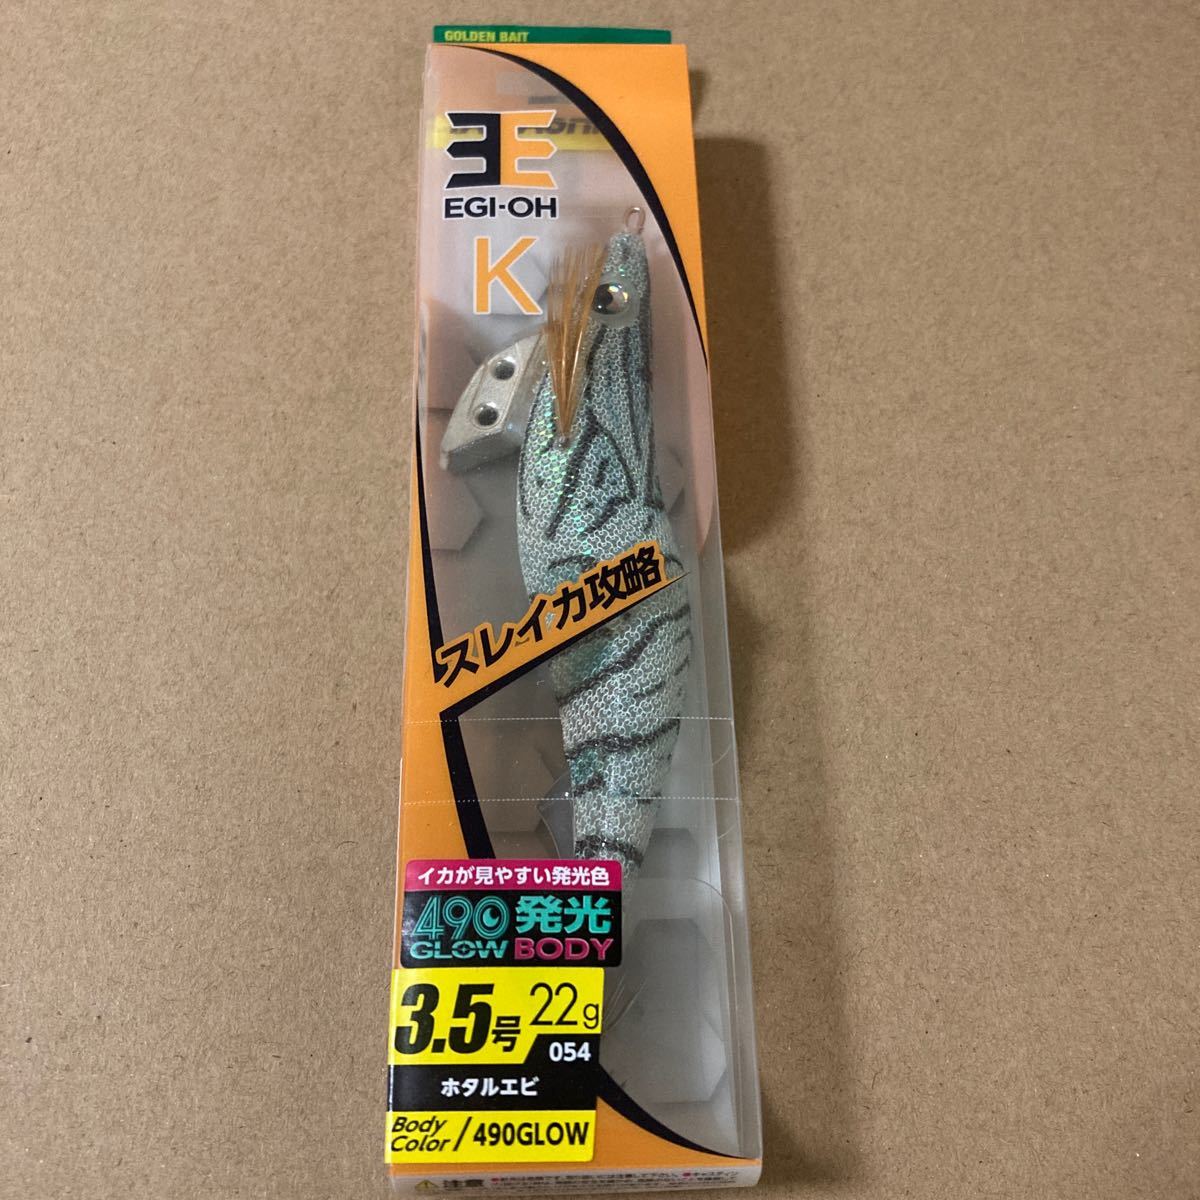 GOLDEN BAIT
EGI-OH
K
スレイカ攻略
イカが見やすい発光色
490 発光
GLOW BODY
3.5号 22g
054
ホタルエビ
Body Color / 490GLOW
注意